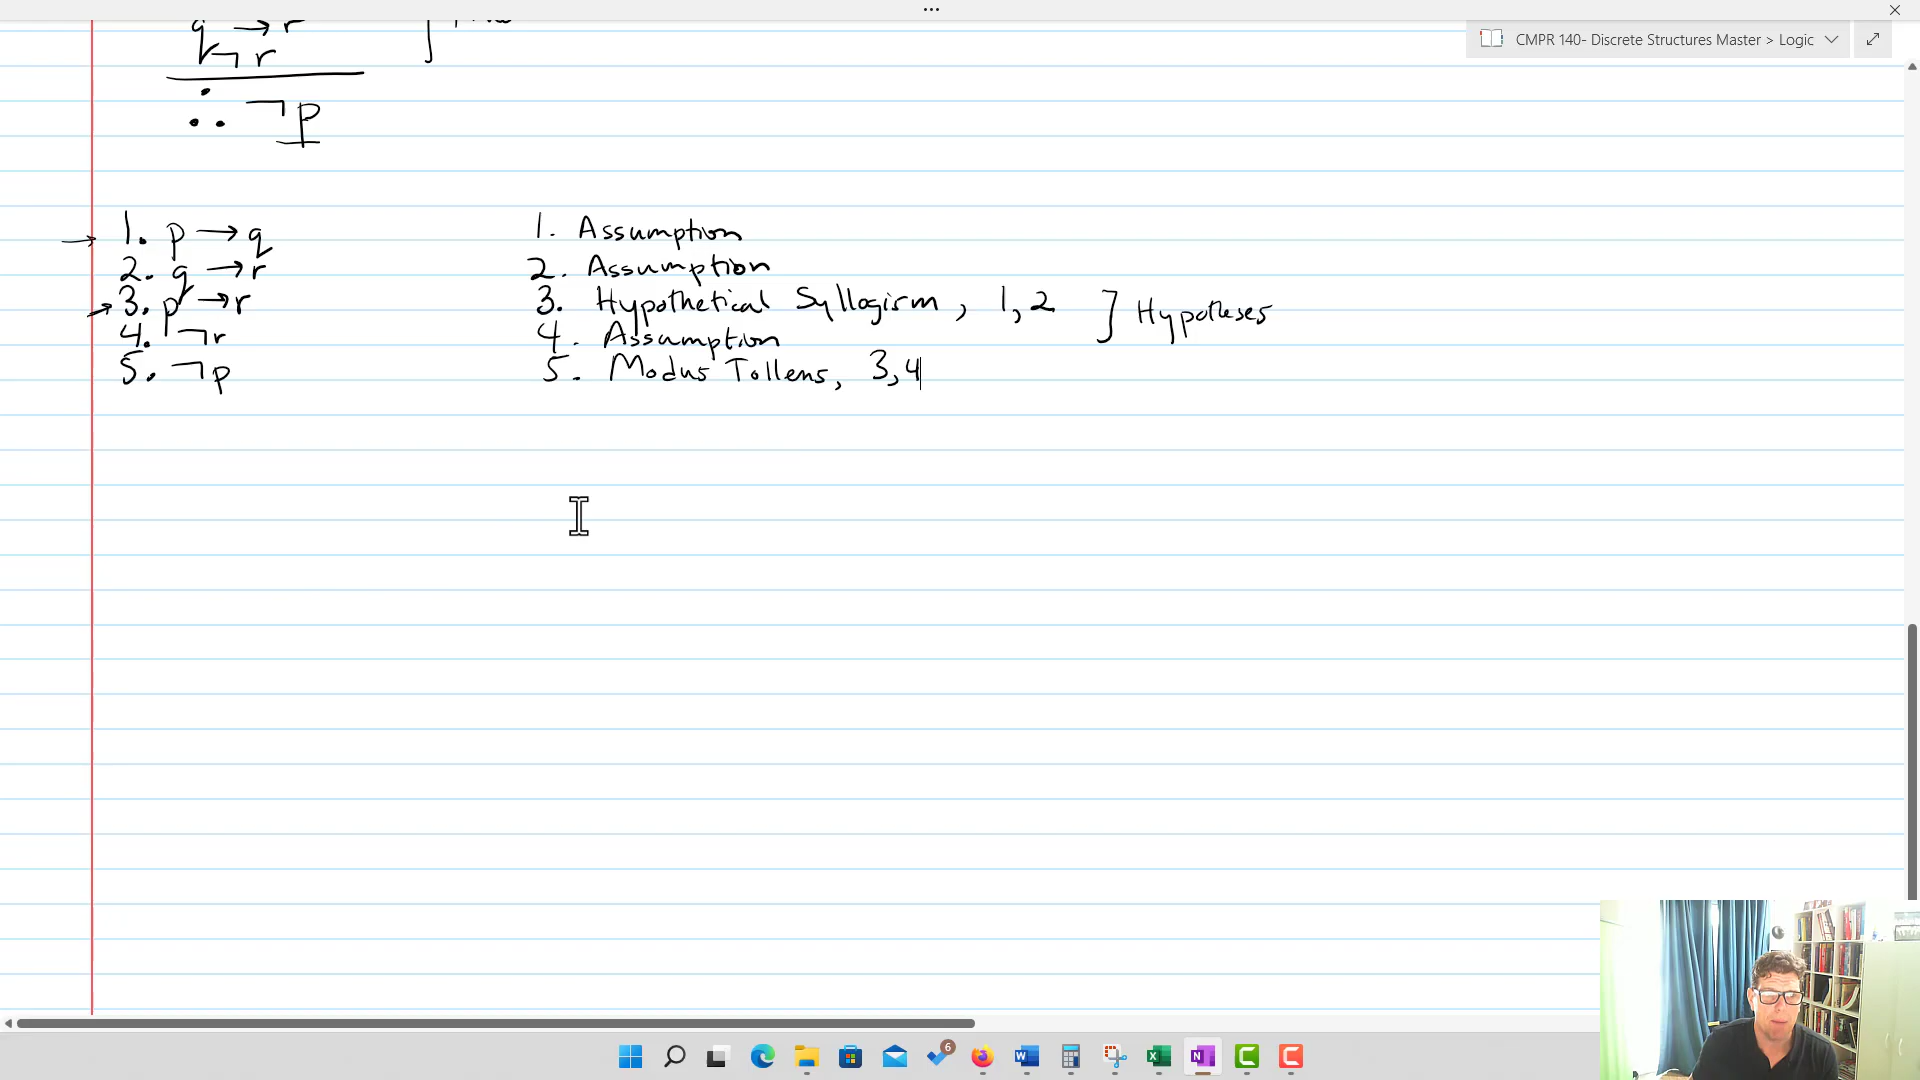 CMPR 140- Discrete Structures Master > Logic
q → r
¬ r
∴ ¬p
1. p → q 1. Assumption
2. q → r 2. Assumption
3. p → r 3. Hypothetical Syllogism, 1,2 ] Hypotheses
4. ¬r 4. Assumption
5. ¬p 5. Modus Tollens, 3,4
6